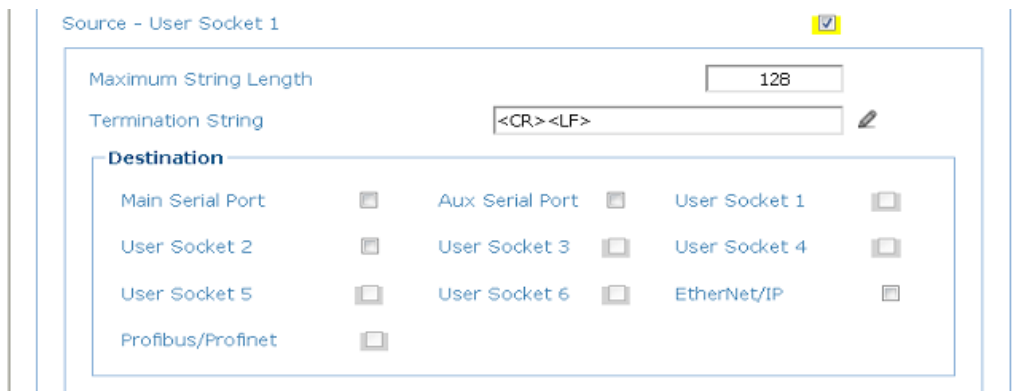 Source - User Socket 1
Maximum String Length 128
Termination String <CR><LF>
Destination
Main Serial Port Aux Serial Port User Socket 1
User Socket 2 User Socket 3 User Socket 4
User Socket 5 User Socket 6 EtherNet/IP
Profibus/Profinet